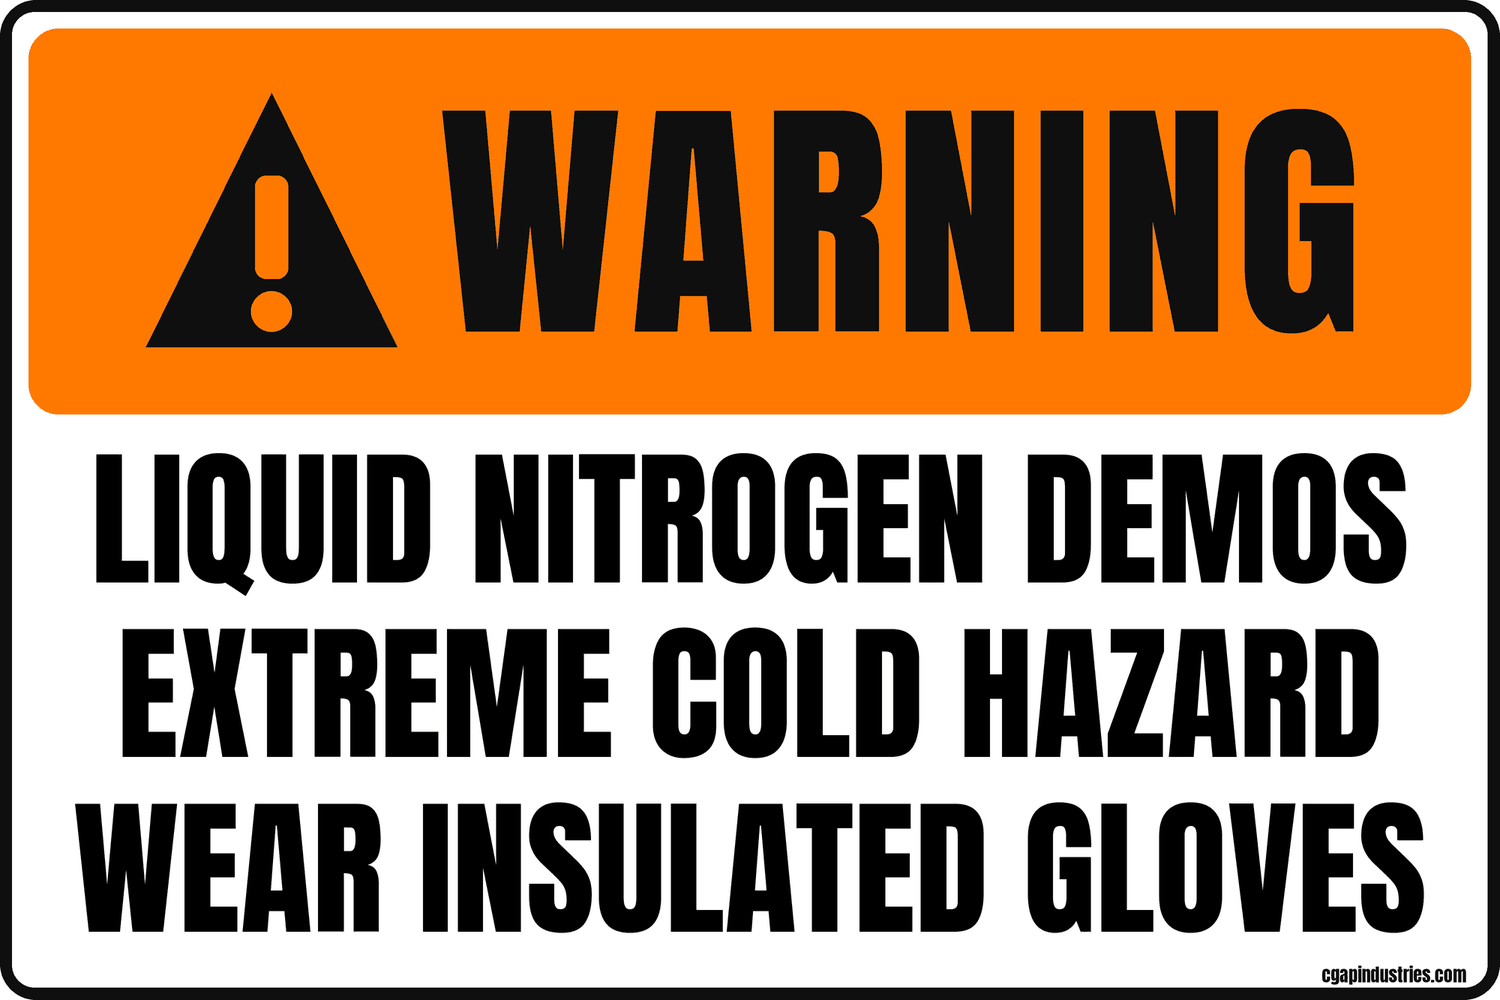 WARNING
LIQUID NITROGEN DEMOS
EXTREME COLD HAZARD
WEAR INSULATED GLOVES
cgapindustries.com